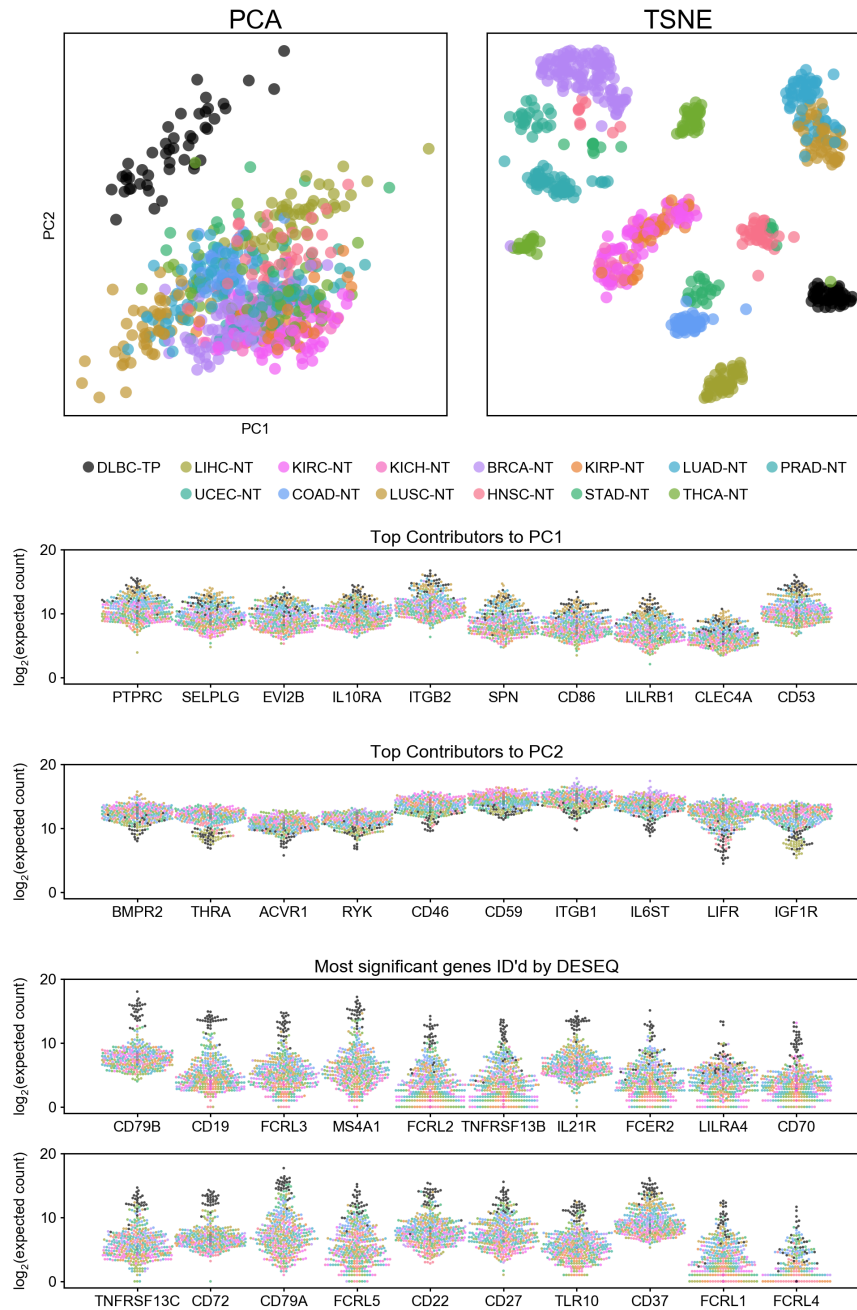 PCA TSNE
PC2
PC1
DLBC-TP LIHC-NT KIRC-NT KICH-NT BRCA-NT KIRP-NT LUAD-NT PRAD-NT
UCEC-NT COAD-NT LUSC-NT HNSC-NT STAD-NT THCA-NT
Top Contributors to PC1
log2(expected count)
20
10
0
PTPRC SELPLG EVI2B IL10RA ITGB2 SPN CD86 LILRB1 CLEC4A CD53
Top Contributors to PC2
log2(expected count)
20
10
0
BMPR2 THRA ACVR1 RYK CD46 CD59 ITGB1 IL6ST LIFR IGF1R
Most significant genes ID'd by DESEQ
log2(expected count)
20
10
0
CD79B CD19 FCRL3 MS4A1 FCRL2 TNFRSF13B IL21R FCER2 LILRA4 CD70
log2(expected count)
20
10
0
TNFRSF13C CD72 CD79A FCRL5 CD22 CD27 TLR10 CD37 FCRL1 FCRL4